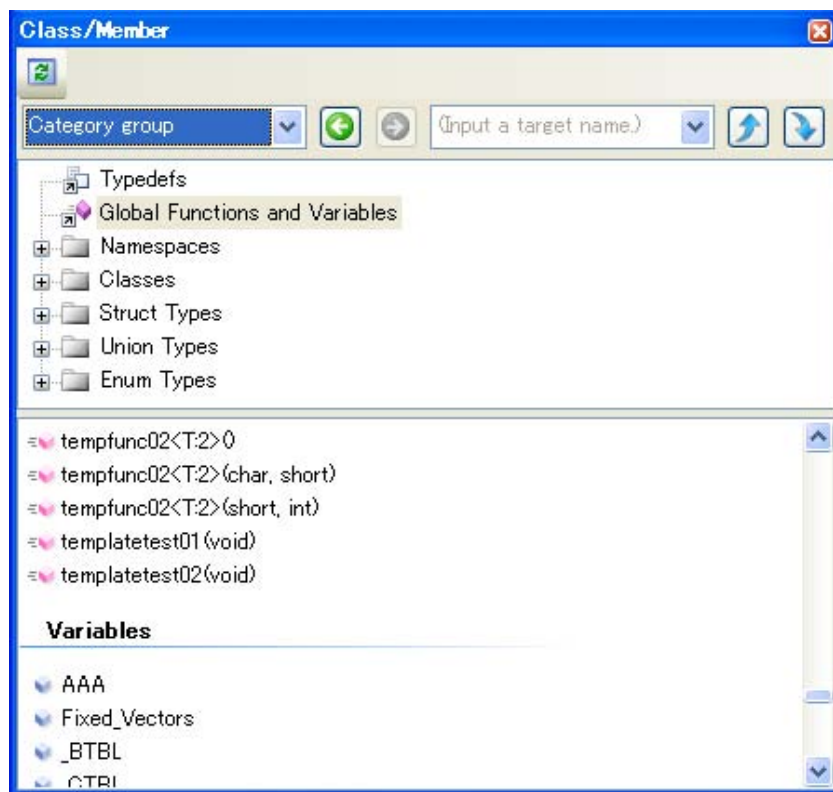 Class/Member
Category group (Input a target name.)
Typedefs
Global Functions and Variables
Namespaces
Classes
Struct Types
Union Types
Enum Types
tempfunc02<T:2>()
tempfunc02<T:2>(char, short)
tempfunc02<T:2>(short, int)
templatetest01(void)
templatetest02(void)
Variables
AAA
Fixed_Vectors
_BTBL
_CTBL